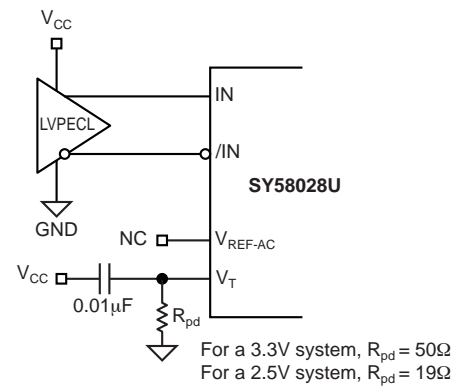 V_CC
LVPECL
IN
/IN
SY58028U
GND
NC
V_REF-AC
V_CC
V_T
0.01µF
R_pd
For a 3.3V system, R_pd = 50Ω
For a 2.5V system, R_pd = 19Ω